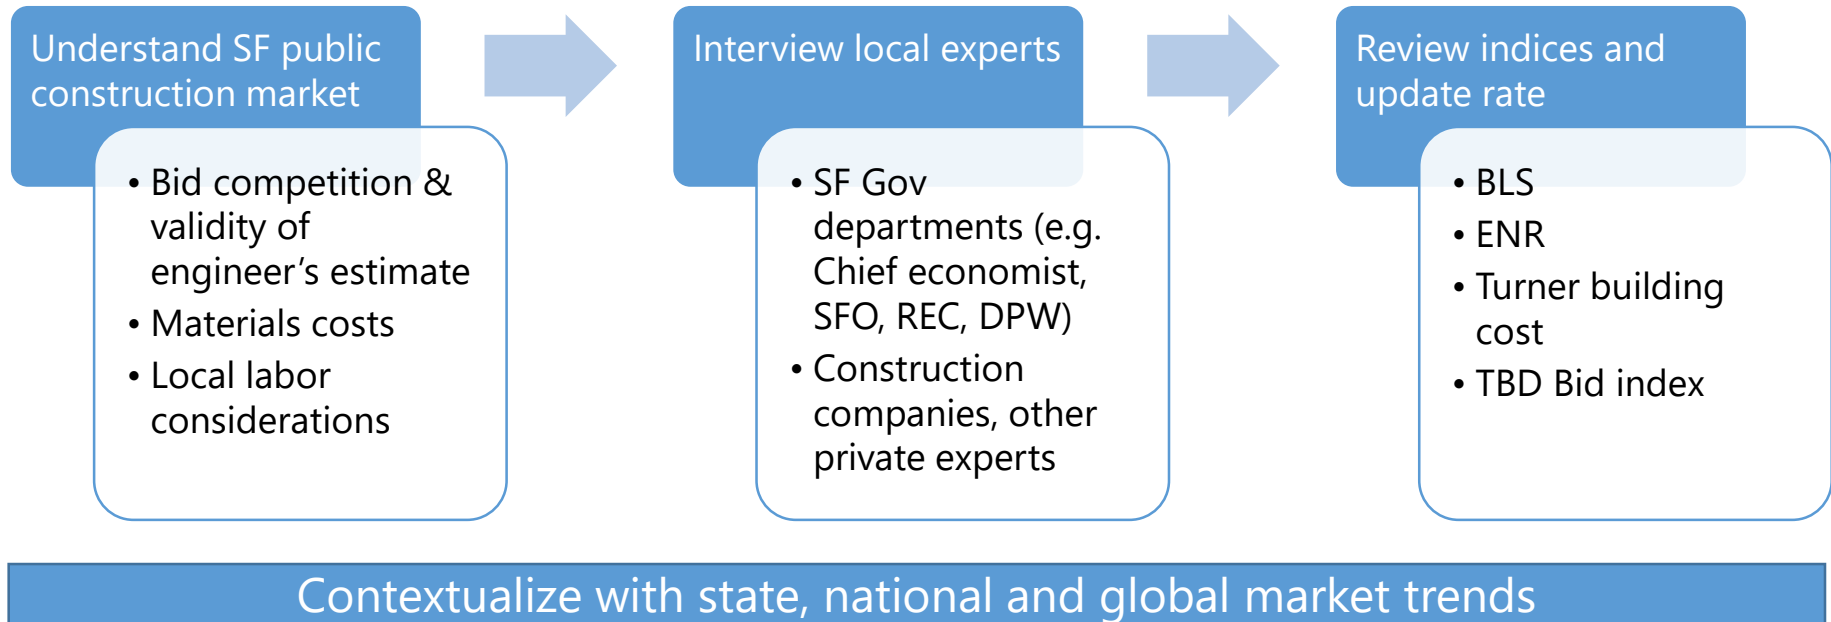 Understand SF public
construction market
• Bid competition &
validity of
engineer’s estimate
• Materials costs
• Local labor
considerations
Interview local experts
• SF Gov
departments (e.g.
Chief economist,
SFO, REC, DPW)
• Construction
companies, other
private experts
Review indices and
update rate
• BLS
• ENR
• Turner building
cost
• TBD Bid index
Contextualize with state, national and global market trends